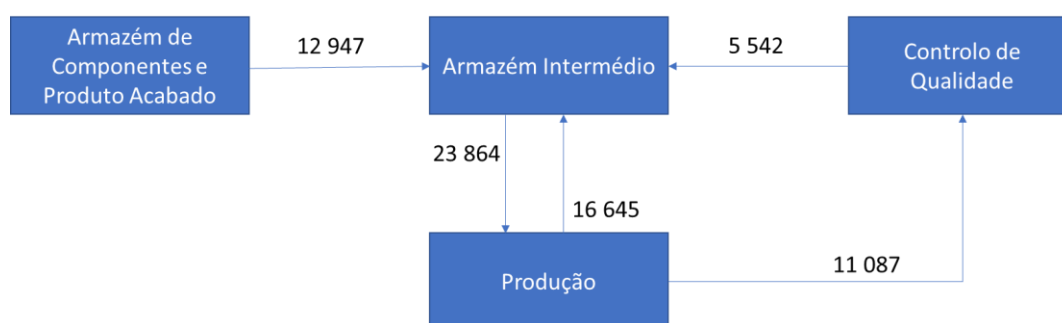 Armazém de
Componentes e
Produto Acabado
12 947
Armazém Intermédio
5 542
Controlo de
Qualidade
23 864
16 645
Produção
11 087